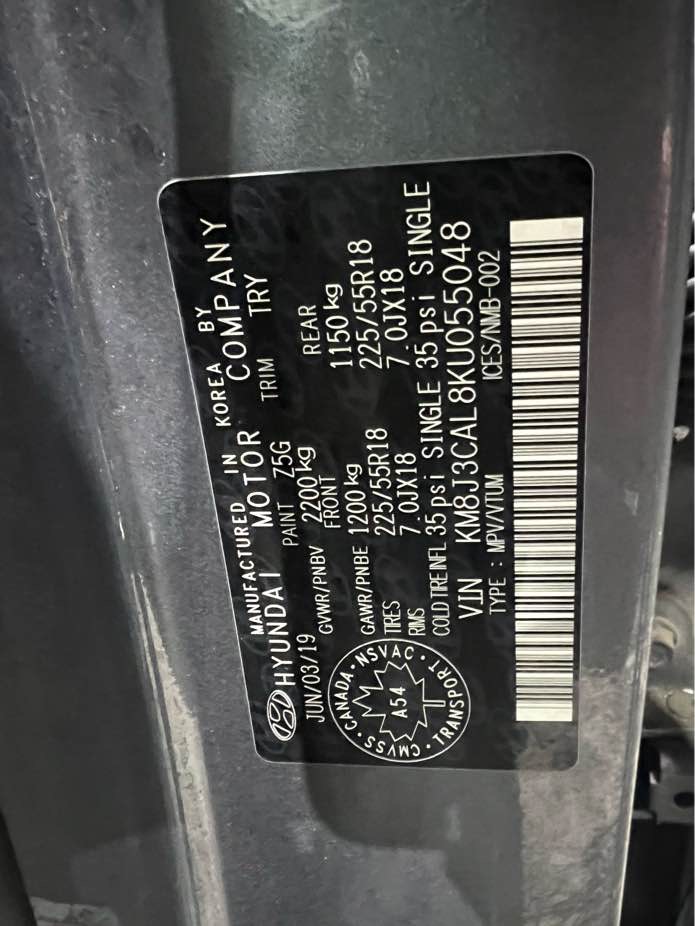 MANUFACTURED IN KOREA BY
HYUNDAI MOTOR COMPANY
JUN/03/19 PAINT Z5G TRIM TRY
GVWR/PNBV 2200kg
FRONT REAR
GAWR/PNBE 1200kg 1150kg
TIRES 225/55R18 225/55R18
RIMS 7.0JX18 7.0JX18
COLD TIRE INFL. 35psi SINGLE 35psi SINGLE
VIN KM8J3CAL8KU055048
TYPE : MPV/VTUM ICES/NMB-002
CANADA · NSVAC · TRANSPORT · CMVSS ·
A54